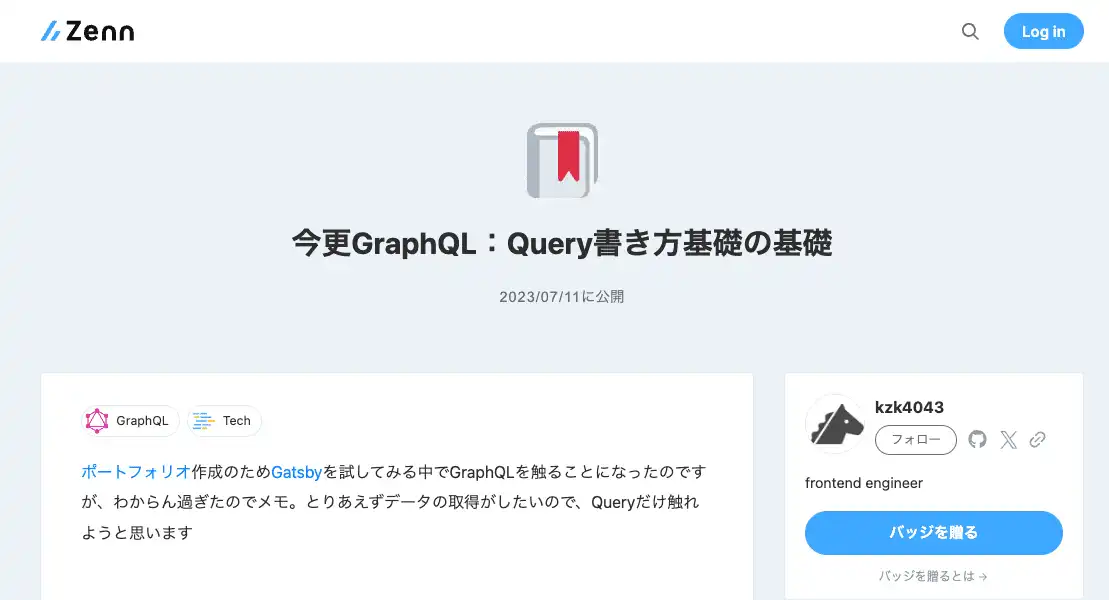 Zenn
Log in
今更GraphQL：Query書き方基礎の基礎
2023/07/11に公開
GraphQL
Tech
ポートフォリオ作成のためGatsbyを試してみる中でGraphQLを触ることになったのです
が、わからん過ぎたのでメモ。とりあえずデータの取得がしたいので、Queryだけ触れ
ようと思います
kzk4043
フォロー
frontend engineer
バッジを贈る
バッジを贈るとは→